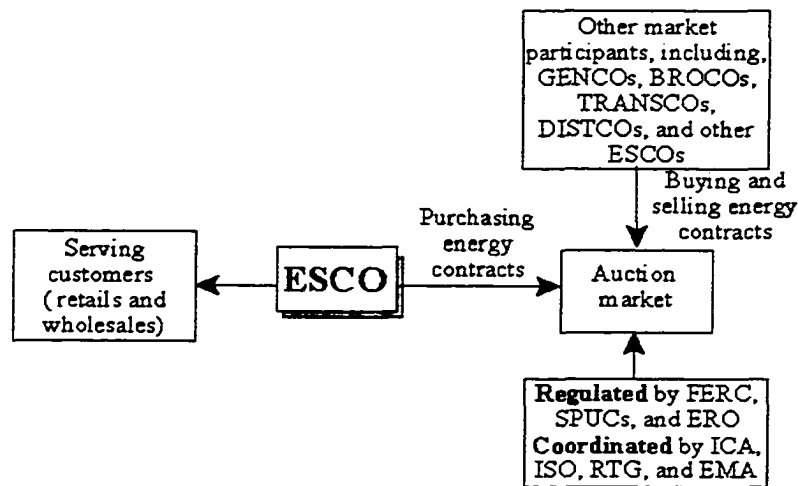 Other market
participants, including,
GENCOs, BROCOs,
TRANSCOs,
DISTCOs, and other
ESCOs
Buying and
selling energy
contracts
Purchasing
energy
contracts
Serving
customers
( retails and
wholesales)
ESCO
Auction
market
Regulated by FERC,
SPUCs, and ERO
Coordinated by ICA,
ISO, RTG, and EMA